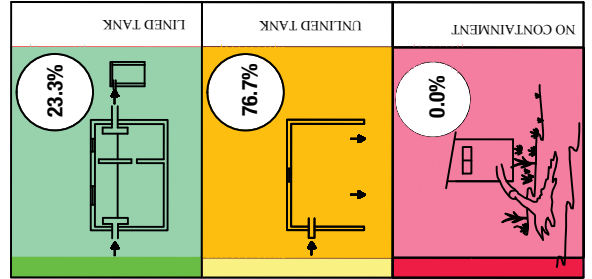 LINED TANK
23.3%
UNLINED TANK
76.7%
NO CONTAINMENT
0.0%